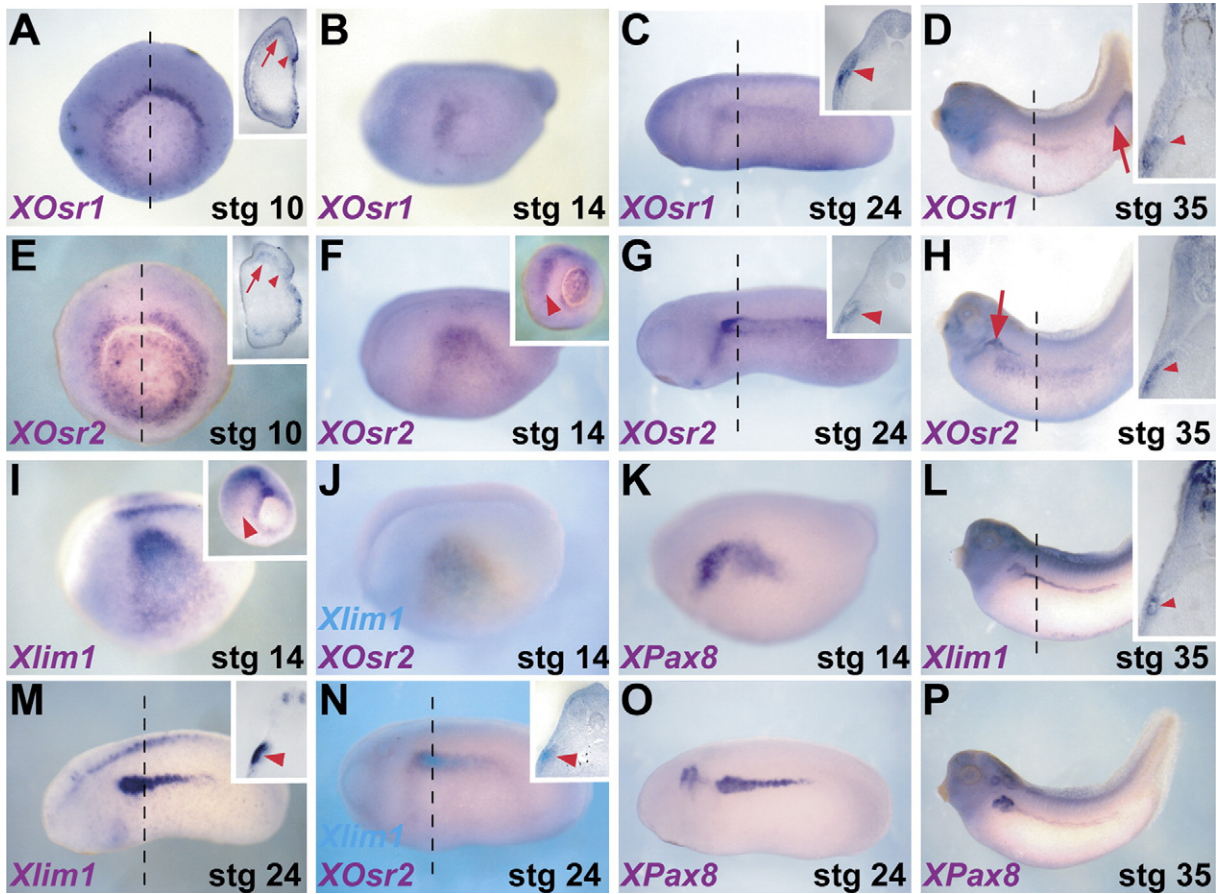 A
XOsr1 stg 10
B
XOsr1 stg 14
C
XOsr1 stg 24
D
XOsr1 stg 35
E
XOsr2 stg 10
F
XOsr2 stg 14
G
XOsr2 stg 24
H
XOsr2 stg 35
I
Xlim1 stg 14
J
Xlim1
XOsr2 stg 14
K
XPax8 stg 14
L
Xlim1 stg 35
M
Xlim1 stg 24
N
Xlim1
XOsr2 stg 24
O
XPax8 stg 24
P
XPax8 stg 35